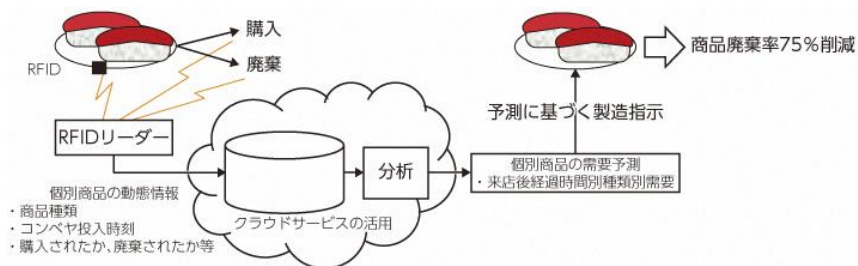 購入
廃棄
RFID
RFIDリーダー
個別商品の動態情報
・商品種類
・コンベヤ投入時刻
・購入されたか、廃棄されたか等
クラウドサービスの活用
分析
個別商品の需要予測
・来店後経過時間別種類別需要
予測に基づく製造指示
商品廃棄率75%削減